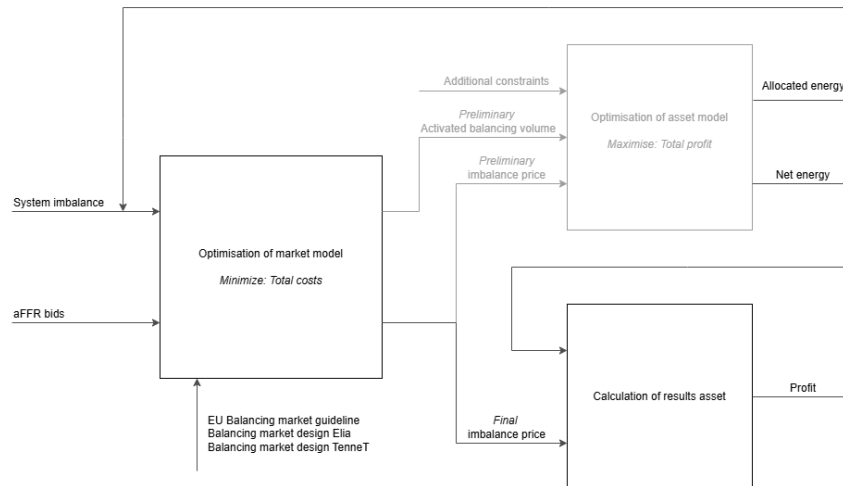 Additional constraints
Preliminary
Activated balancing volume
Preliminary
imbalance price
Optimisation of asset model
Maximise: Total profit
Allocated energy
Net energy
System imbalance
aFFR bids
Optimisation of market model
Minimize: Total costs
EU Balancing market guideline
Balancing market design Elia
Balancing market design TenneT
Final
imbalance price
Calculation of results asset
Profit